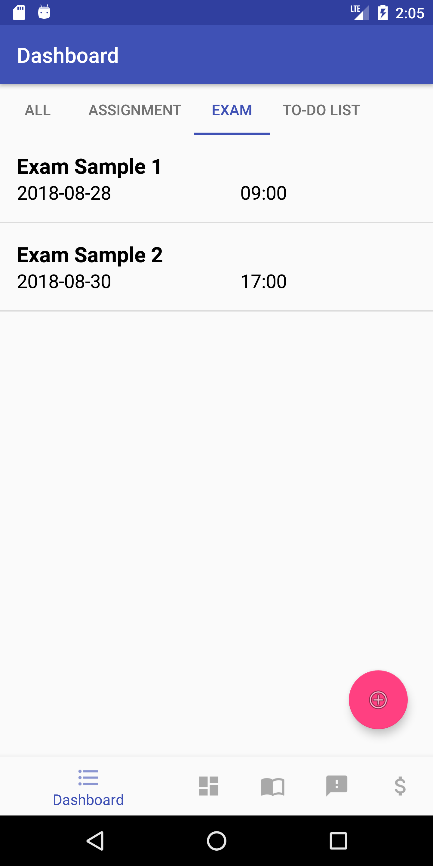 LTE 2:05
Dashboard
ALL ASSIGNMENT EXAM TO-DO LIST
Exam Sample 1
2018-08-28 09:00
Exam Sample 2
2018-08-30 17:00
Dashboard